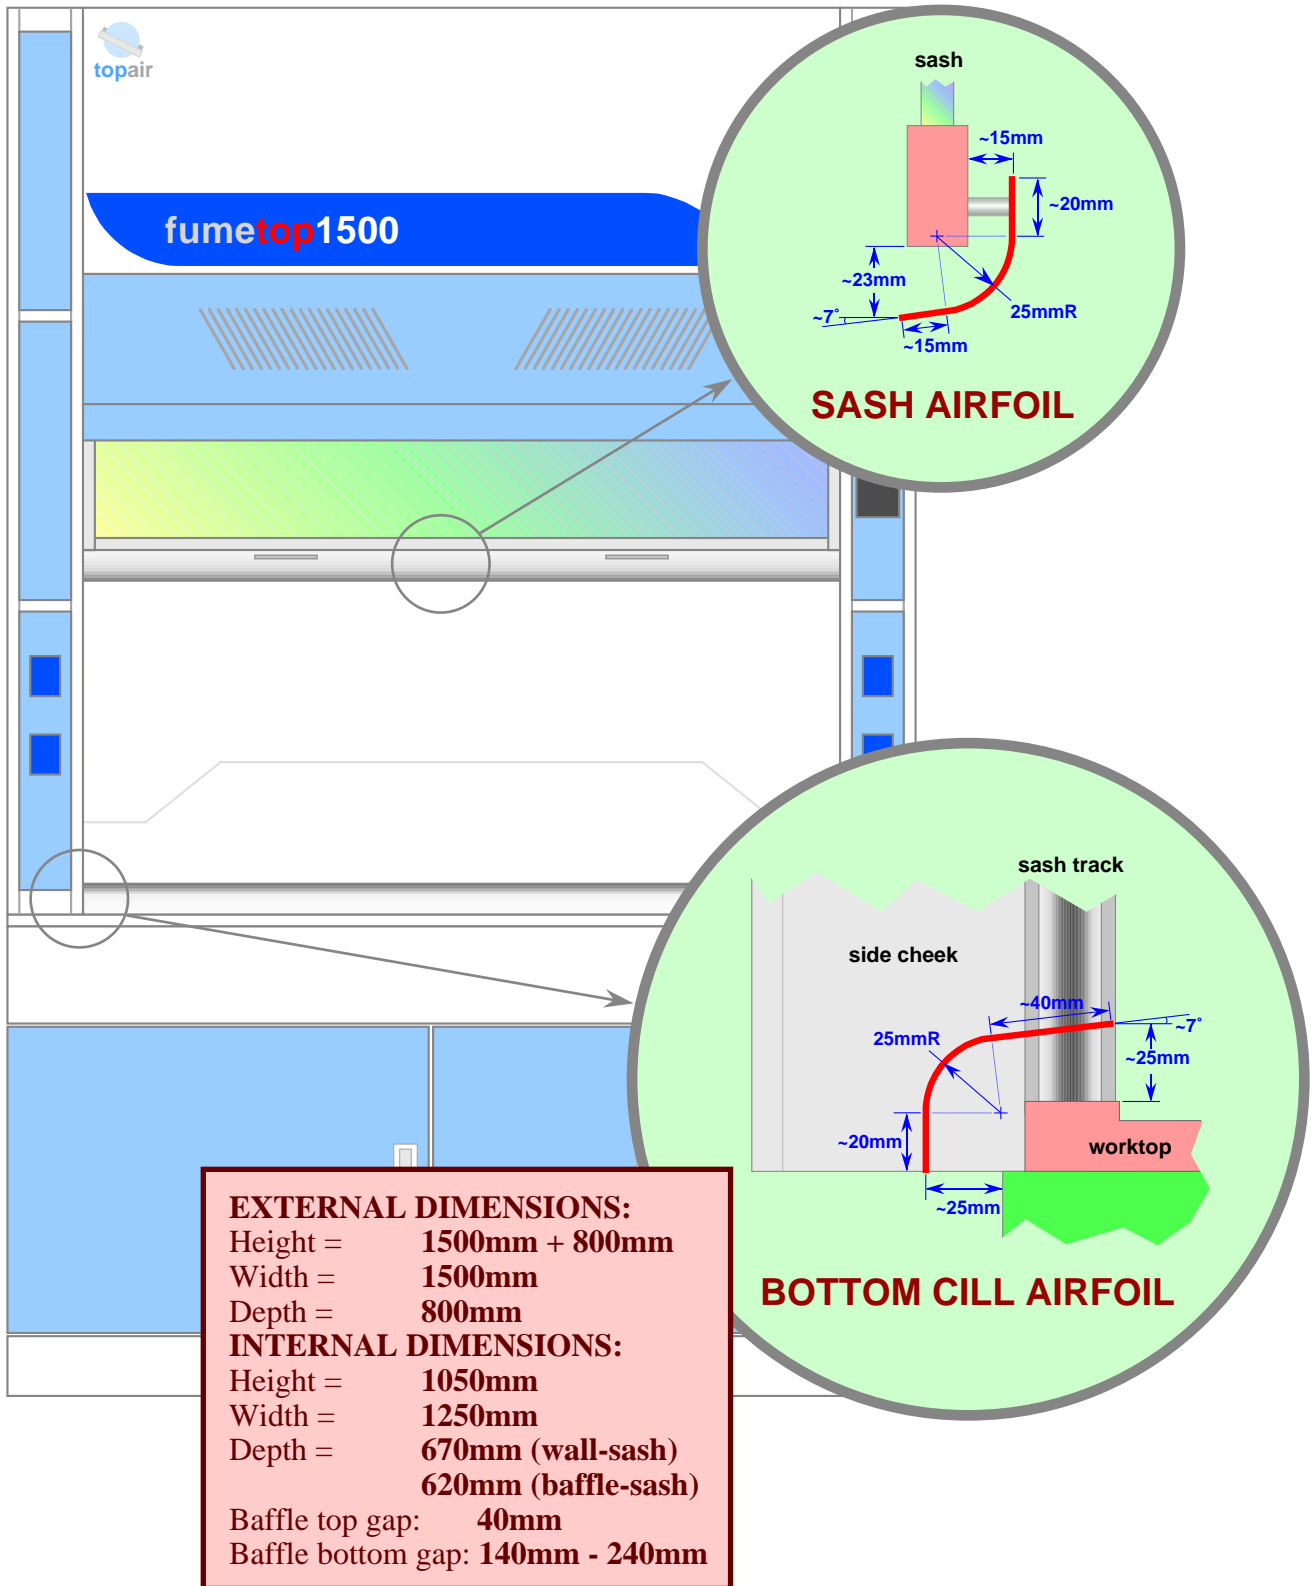 topair
fumetop1500
sash
~15mm
~20mm
~23mm
25mmR
~7°
~15mm
SASH AIRFOIL
sash track
side cheek
~40mm
25mmR
~7°
~25mm
~20mm
worktop
~25mm
BOTTOM CILL AIRFOIL
EXTERNAL DIMENSIONS:
Height = 1500mm + 800mm
Width = 1500mm
Depth = 800mm
INTERNAL DIMENSIONS:
Height = 1050mm
Width = 1250mm
Depth = 670mm (wall-sash)
620mm (baffle-sash)
Baffle top gap: 40mm
Baffle bottom gap: 140mm - 240mm